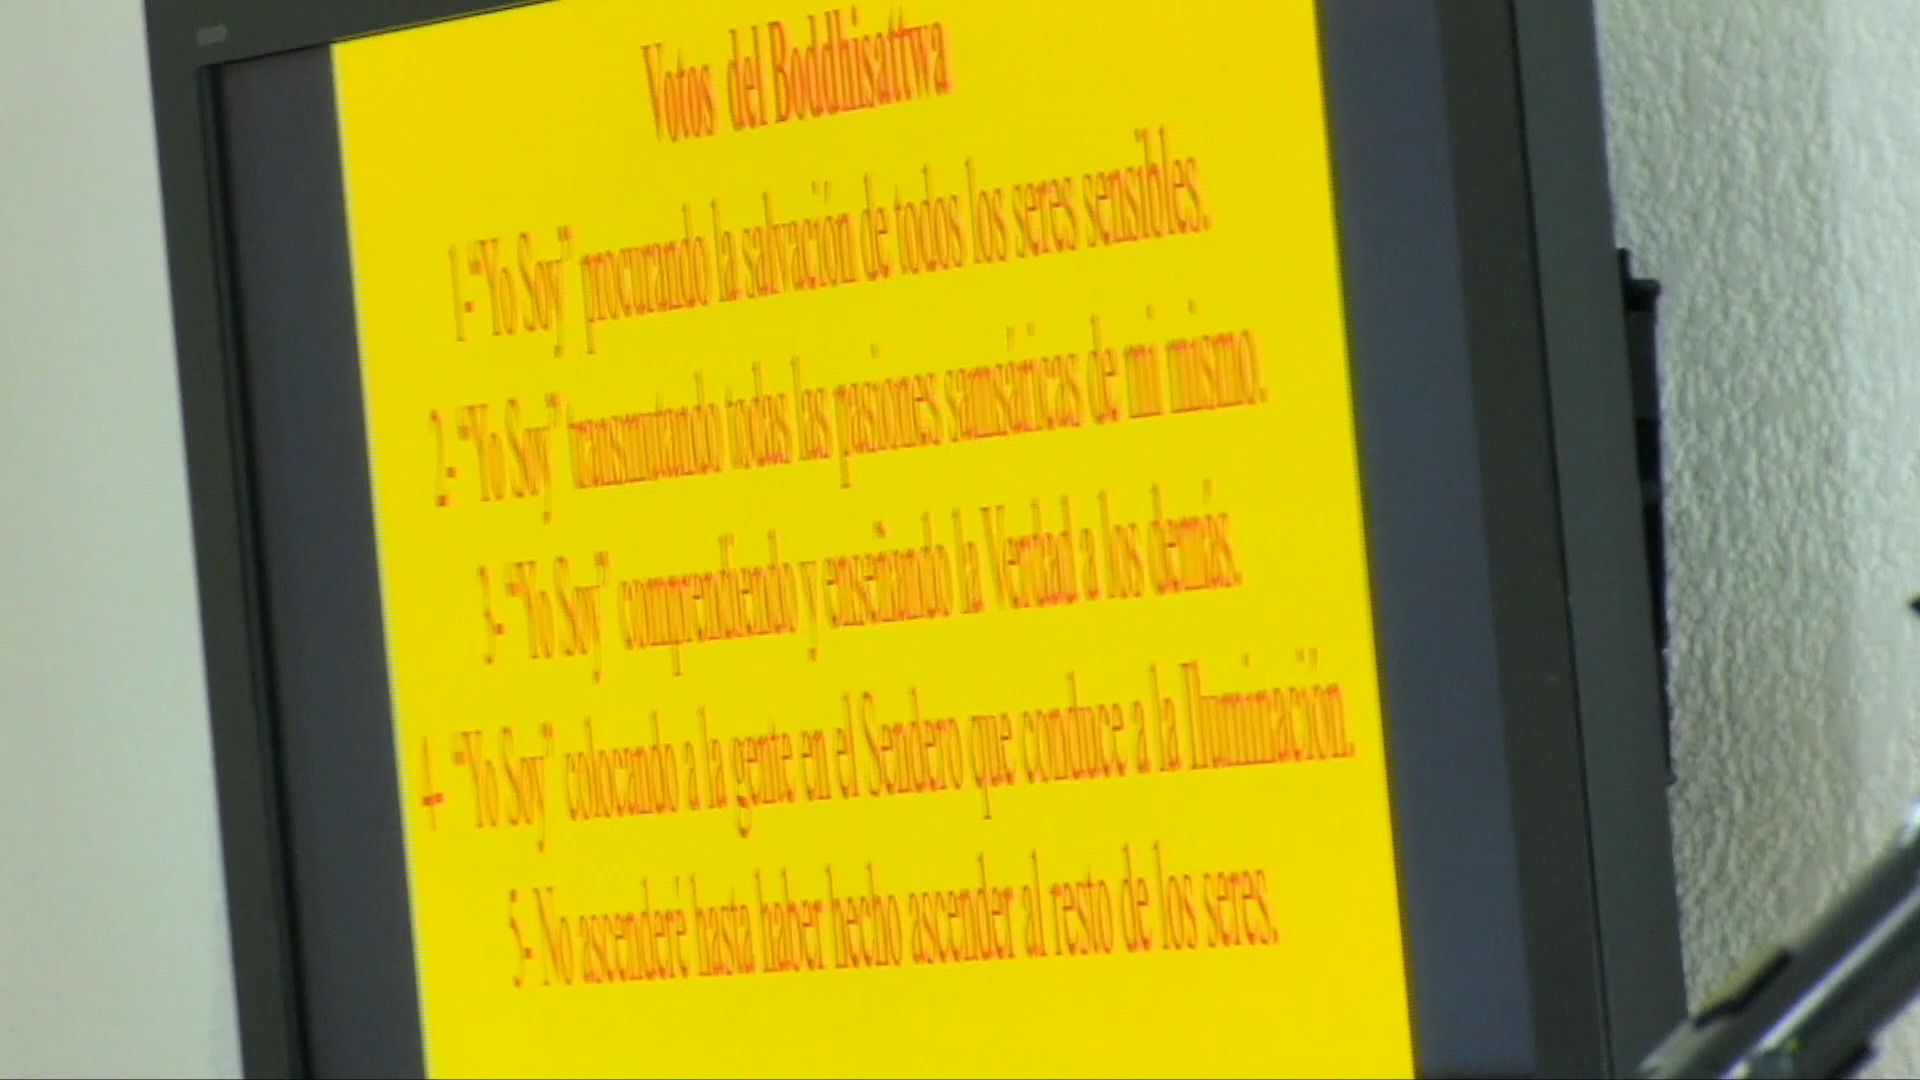 Votos del Boddhisattwa
1-“Yo Soy” procurando la salvación de todos los seres sensibles.
2- “Yo Soy” transmutando todas las pasiones samsáricas de mi mismo.
3- “Yo Soy” comprendiendo y enseñando la Verdad a los demás.
4- “Yo Soy” colocando a la gente en el Sendero que conduce a la Iluminación.
5- No ascenderé hasta haber hecho ascender al resto de los seres.